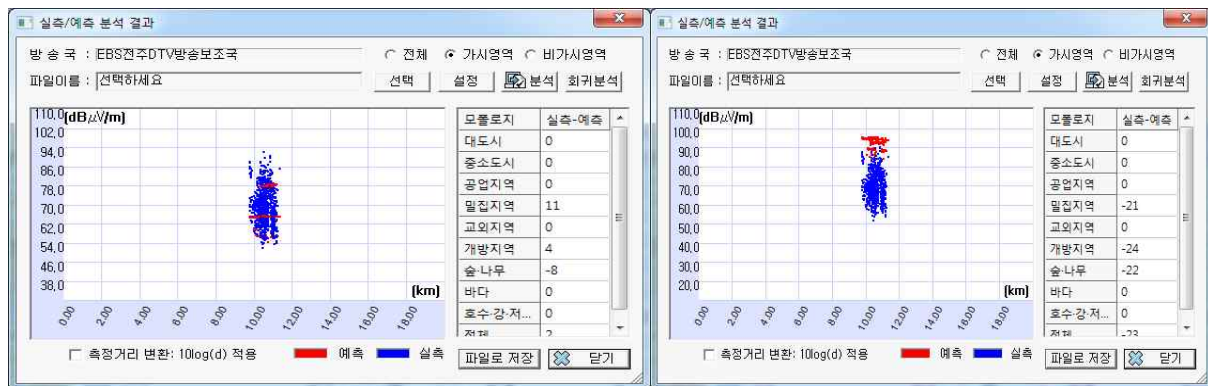 실측/예측 분석 결과
방 송 국 : EBS전주DTV방송보조국
전체 가시영역 비가시영역
파일이름 : 선택하세요
선택 설정 분석 회귀분석
110,0 [dBμV/m]
102,0
94,0
86,0
78,0
70,0
62,0
54,0
46,0
38,0
[km]
0,00 2,00 4,00 6,00 8,00 10,00 12,00 14,00 16,00 18,00
모폴로지 실측-예측
대도시 0
중소도시 0
공업지역 0
밀집지역 11
교외지역 0
개방지역 4
숲·나무 -8
바다 0
호수·강·저... 0
전체 2
측정거리 변환: 10log(d) 적용
예측 실측
파일로 저장 닫기
실측/예측 분석 결과
방 송 국 : EBS전주DTV방송보조국
전체 가시영역 비가시영역
파일이름 : 선택하세요
선택 설정 분석 회귀분석
110,0 [dBμV/m]
100,0
90,0
80,0
70,0
60,0
50,0
40,0
30,0
20,0
[km]
0,00 2,00 4,00 6,00 8,00 10,00 12,00 14,00 16,00 18,00
모폴로지 실측-예측
대도시 0
중소도시 0
공업지역 0
밀집지역 -21
교외지역 0
개방지역 -24
숲·나무 -22
바다 0
호수·강·저... 0
전체 -23
측정거리 변환: 10log(d) 적용
예측 실측
파일로 저장 닫기